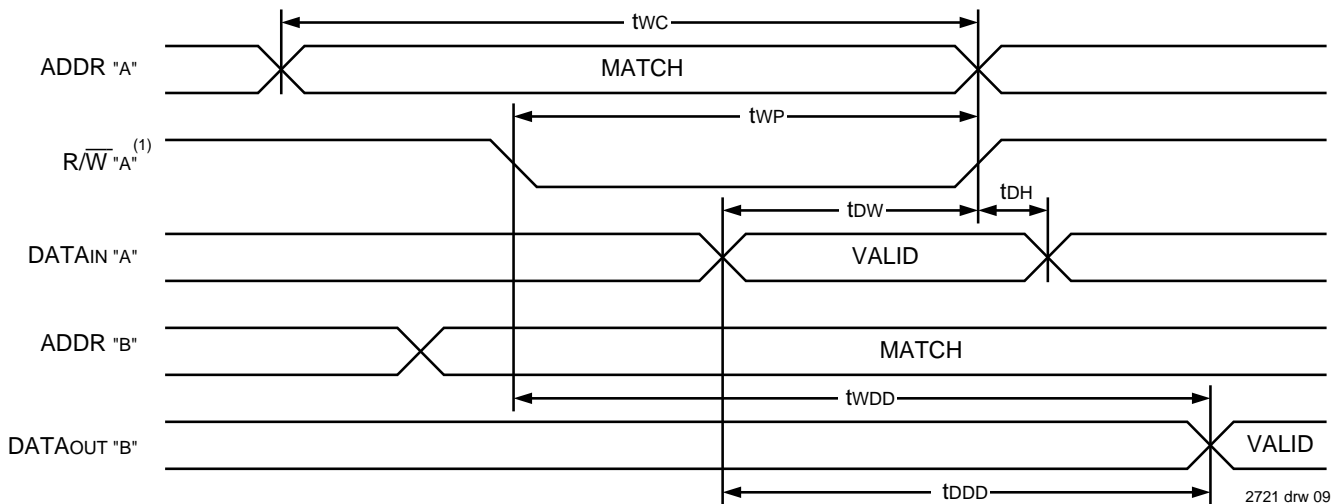 tWC
ADDR "A"
MATCH
tWP
R/W̅ "A"(1)
tDH
tDW
DATAIN "A"
VALID
ADDR "B"
MATCH
tWDD
DATAOUT "B"
VALID
tDDD
2721 drw 09